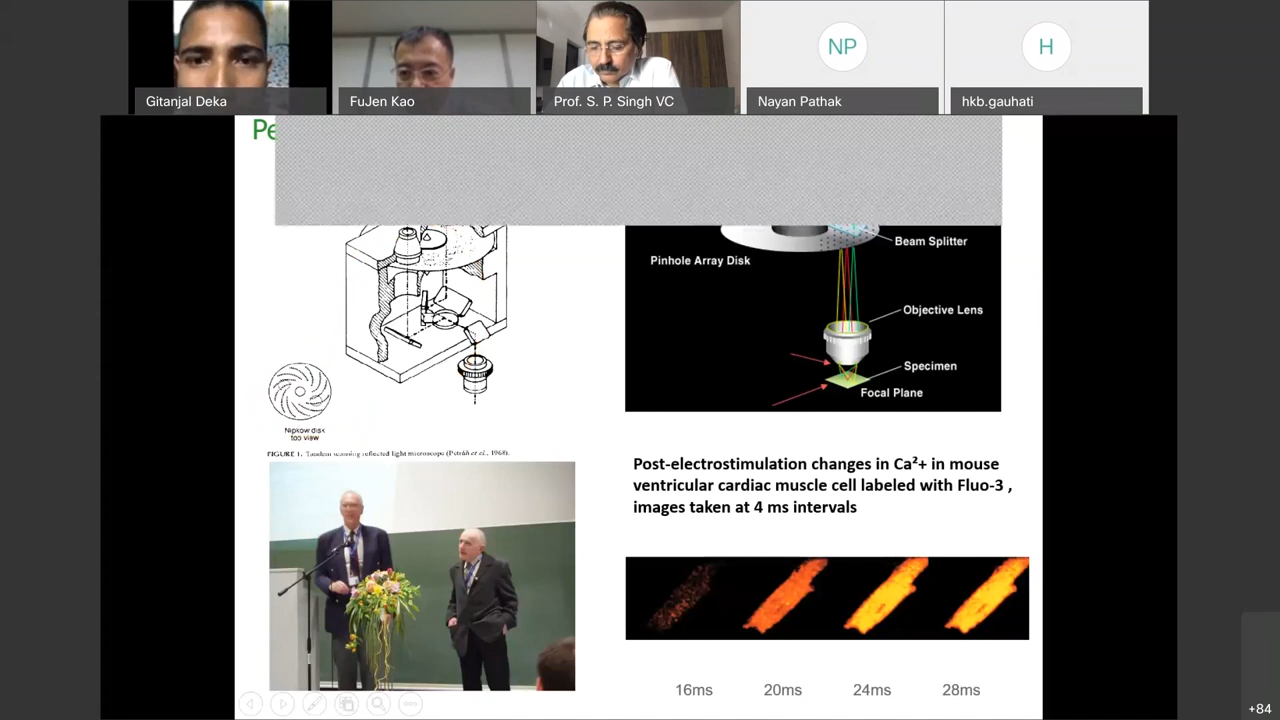 Gitanjal Deka
FuJen Kao
Prof. S. P. Singh VC
NP
Nayan Pathak
H
hkb.gauhati
Pe
Beam Splitter
Pinhole Array Disk
Objective Lens
Specimen
Focal Plane
Nipkow disk
top view
FIGURE 1. Tandem scanning reflected light microscope (Petráň et al., 1968).
Post-electrostimulation changes in Ca²+ in mouse
ventricular cardiac muscle cell labeled with Fluo-3 ,
images taken at 4 ms intervals
16ms 20ms 24ms 28ms
+84